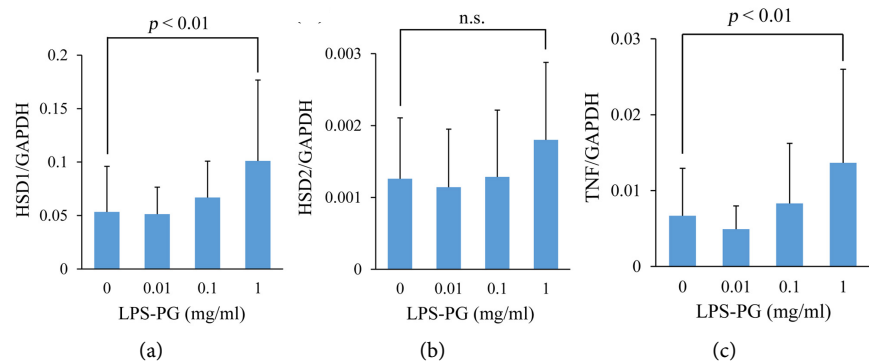 p < 0.01
0.2
0.15
0.1
0.05
0
HSD1/GAPDH
0 0.01 0.1 1
LPS-PG (mg/ml)
(a)
n.s.
0.003
0.002
0.001
0
HSD2/GAPDH
0 0.01 0.1 1
LPS-PG (mg/ml)
(b)
p < 0.01
0.03
0.02
0.01
0
TNF/GAPDH
0 0.01 0.1 1
LPS-PG (mg/ml)
(c)